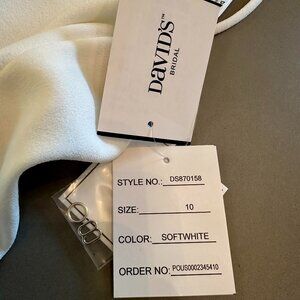 DAVID'S
BRIDAL
STYLE NO.: DS870158
SIZE: 10
COLOR: SOFTWHITE
ORDER NO: POUS0002345410